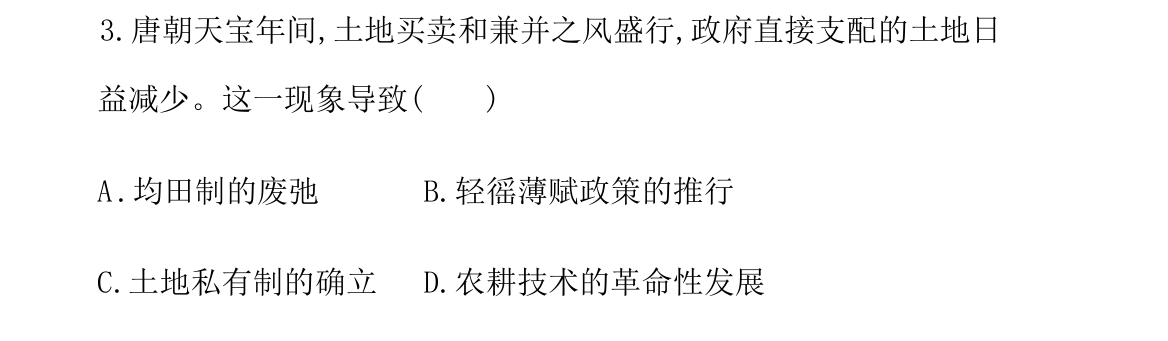 3.唐朝天宝年间,土地买卖和兼并之风盛行,政府直接支配的土地日
益减少。这一现象导致(    )
A.均田制的废弛    B.轻徭薄赋政策的推行
C.土地私有制的确立    D.农耕技术的革命性发展